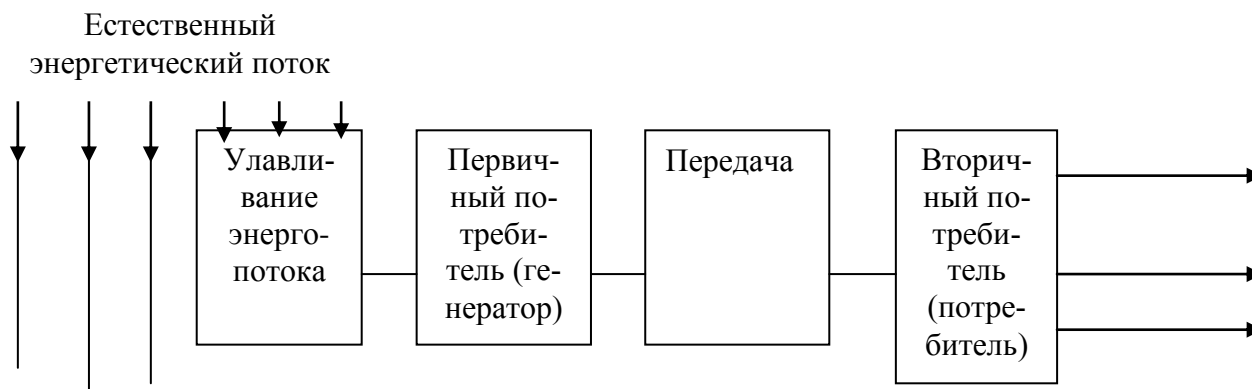 Естественный
энергетический поток
Улавли-
вание
энерго-
потока
Первич-
ный по-
треби-
тель (ге-
нератор)
Передача
Вторич-
ный по-
треби-
тель
(потре-
битель)